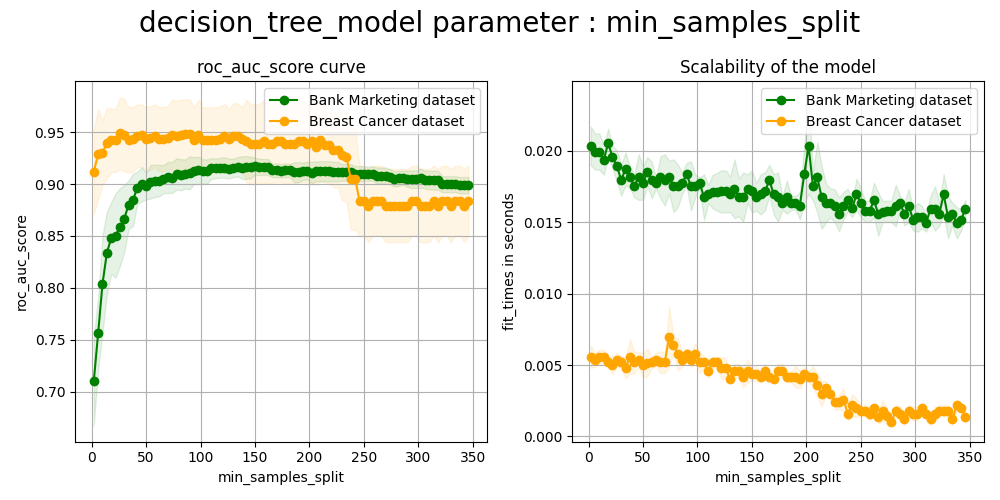 decision_tree_model parameter : min_samples_split
roc_auc_score curve
Bank Marketing dataset
Breast Cancer dataset
roc_auc_score
0.95
0.90
0.85
0.80
0.75
0.70
0 50 100 150 200 250 300 350
min_samples_split
Scalability of the model
Bank Marketing dataset
Breast Cancer dataset
fit_times in seconds
0.020
0.015
0.010
0.005
0.000
0 50 100 150 200 250 300 350
min_samples_split